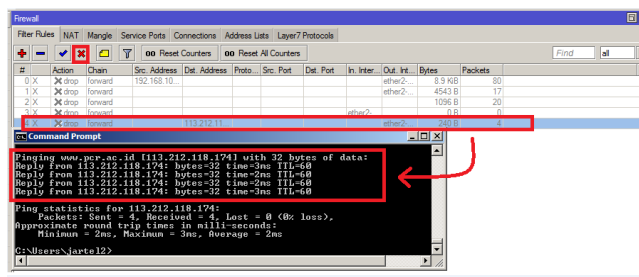 Firewall
Filter Rules NAT Mangle Service Ports Connections Address Lists Layer7 Protocols
00 Reset Counters 00 Reset All Counters Find all
# Action Chain Src. Address Dst. Address Proto... Src. Port Dst. Port In. Inter... Out. Int... Bytes Packets
0 X drop forward 192.168.10... ether2-... 8.9 KiB 80
1 X drop forward ether2-... 4543 B 17
2 X drop forward 1096 B 20
3 X drop forward ether2-... 0 B 0
4 X drop forward 113.212.11... ether2-... 240 B 4
Command Prompt
Pinging www.pcr.ac.id [113.212.118.174] with 32 bytes of data:
Reply from 113.212.118.174: bytes=32 time=3ms TTL=60
Reply from 113.212.118.174: bytes=32 time=2ms TTL=60
Reply from 113.212.118.174: bytes=32 time=2ms TTL=60
Reply from 113.212.118.174: bytes=32 time=2ms TTL=60
Ping statistics for 113.212.118.174:
Packets: Sent = 4, Received = 4, Lost = 0 (0% loss),
Approximate round trip times in milli-seconds:
Minimum = 2ms, Maximum = 3ms, Average = 2ms
C:\Users\jartel2>